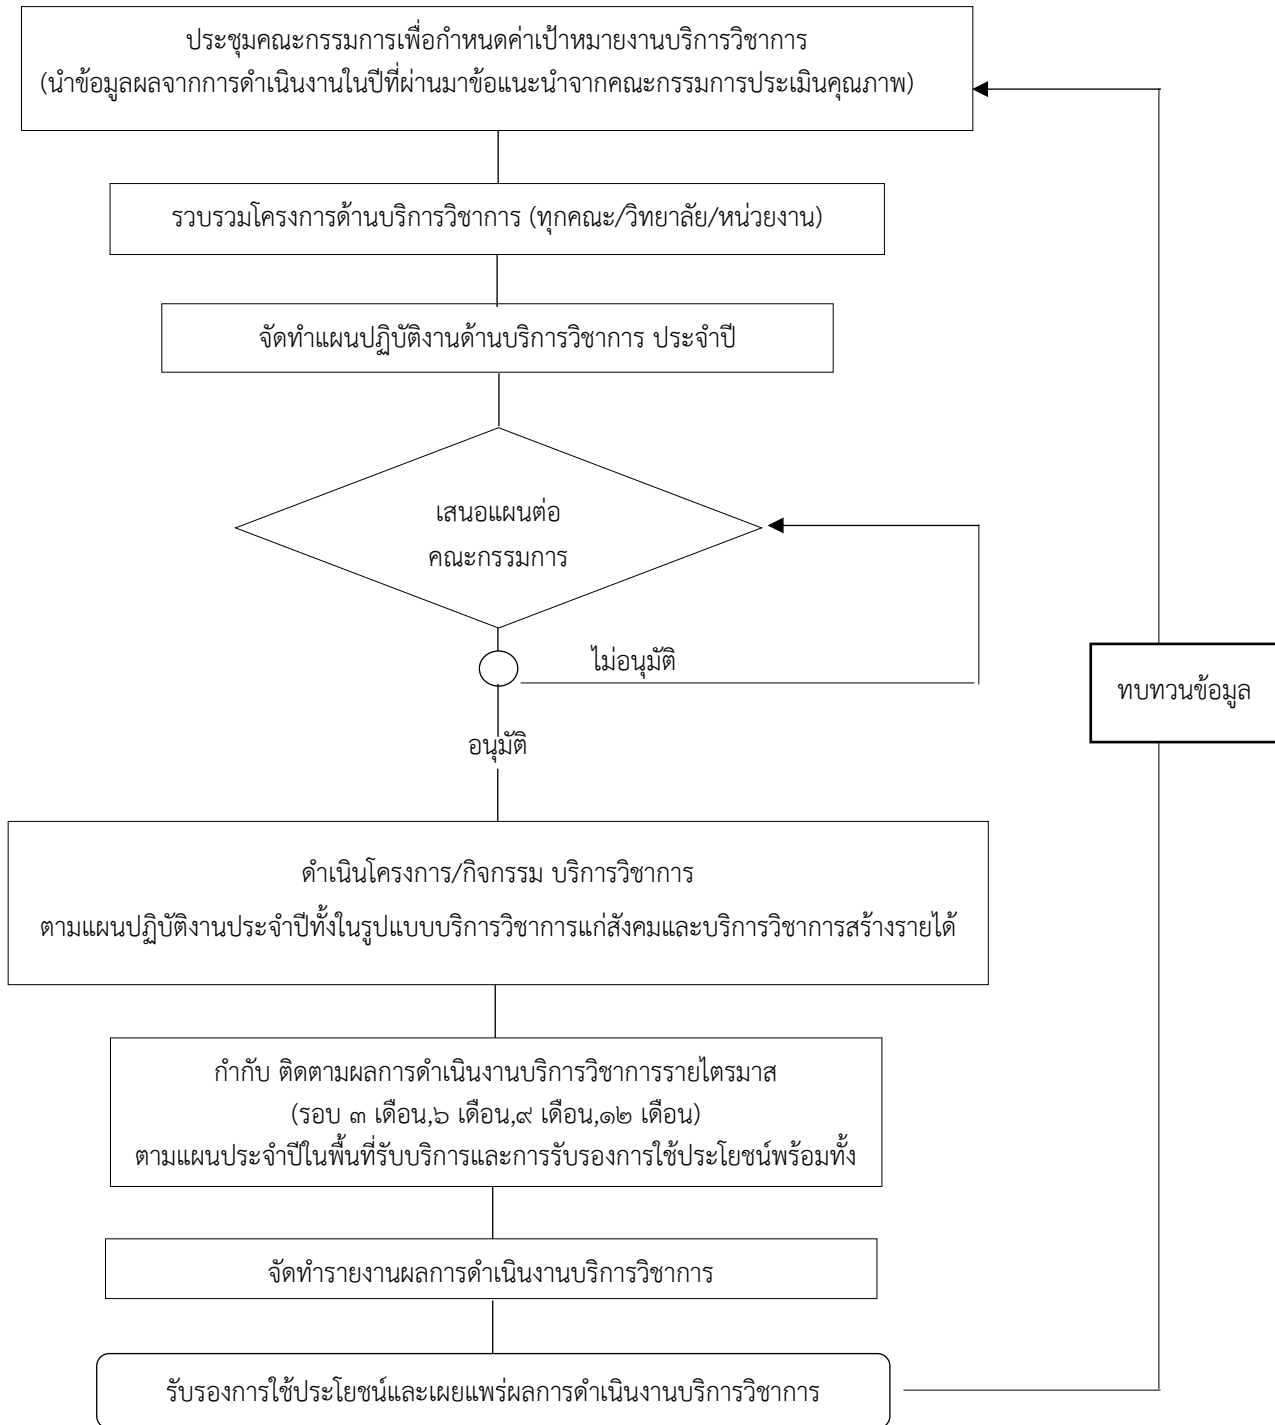 ประชุมคณะกรรมการเพื่อกำหนดค่าเป้าหมายงานบริการวิชาการ
(นำข้อมูลผลจากการดำเนินงานในปีที่ผ่านมาข้อแนะนำจากคณะกรรมการประเมินคุณภาพ)
รวบรวมโครงการด้านบริการวิชาการ (ทุกคณะ/วิทยาลัย/หน่วยงาน)
จัดทำแผนปฏิบัติงานด้านบริการวิชาการ ประจำปี
เสนอแผนต่อ
คณะกรรมการ
ไม่อนุมัติ
ทบทวนข้อมูล
อนุมัติ
ดำเนินโครงการ/กิจกรรม บริการวิชาการ
ตามแผนปฏิบัติงานประจำปีทั้งในรูปแบบบริการวิชาการแก่สังคมและบริการวิชาการสร้างรายได้
กำกับ ติดตามผลการดำเนินงานบริการวิชาการรายไตรมาส
(รอบ ๓ เดือน,๖ เดือน,๙ เดือน,๑๒ เดือน)
ตามแผนประจำปีในพื้นที่รับบริการและการรับรองการใช้ประโยชน์พร้อมทั้ง
จัดทำรายงานผลการดำเนินงานบริการวิชาการ
รับรองการใช้ประโยชน์และเผยแพร่ผลการดำเนินงานบริการวิชาการ